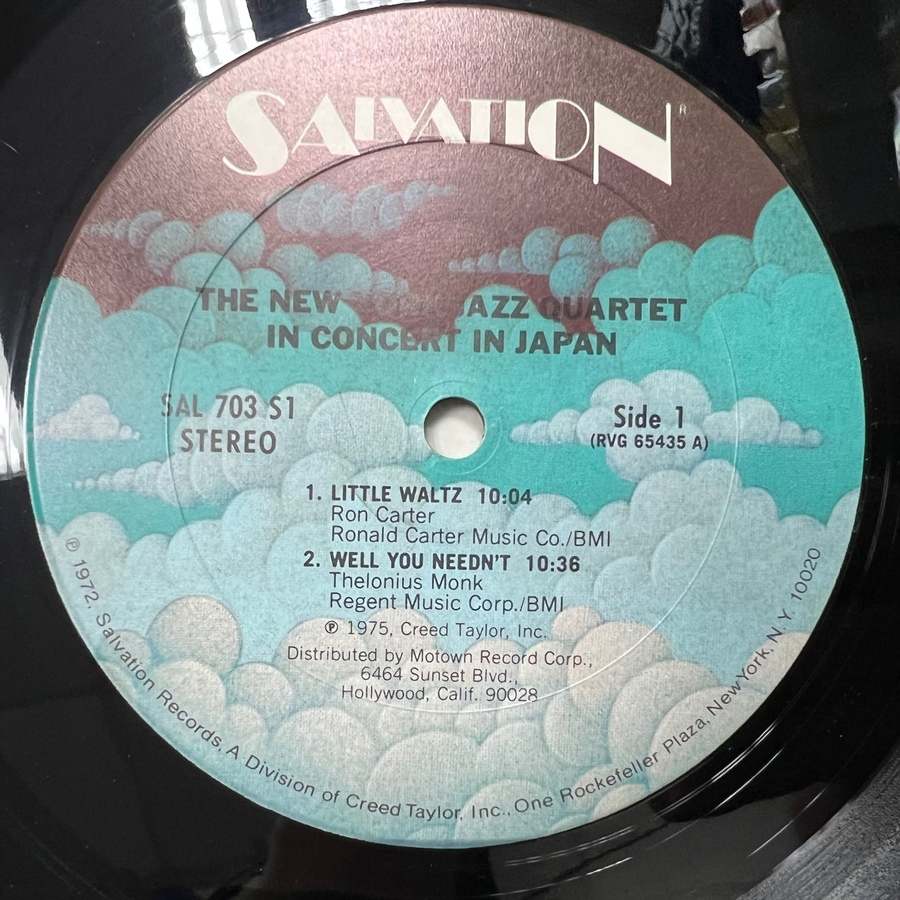 SALVATION®
THE NEW AZZ QUARTET
IN CONCERT IN JAPAN
SAL 703 S1
STEREO
Side 1
(RVG 65435 A)
1. LITTLE WALTZ 10:04
Ron Carter
Ronald Carter Music Co./BMI
2. WELL YOU NEEDN'T 10:36
Thelonius Monk
Regent Music Corp./BMI
℗ 1975, Creed Taylor, Inc.
Distributed by Motown Record Corp.,
6464 Sunset Blvd.,
Hollywood, Calif. 90028
℗ 1972, Salvation Records, A Division of Creed Taylor, Inc., One Rockefeller Plaza, New York, N.Y. 10020